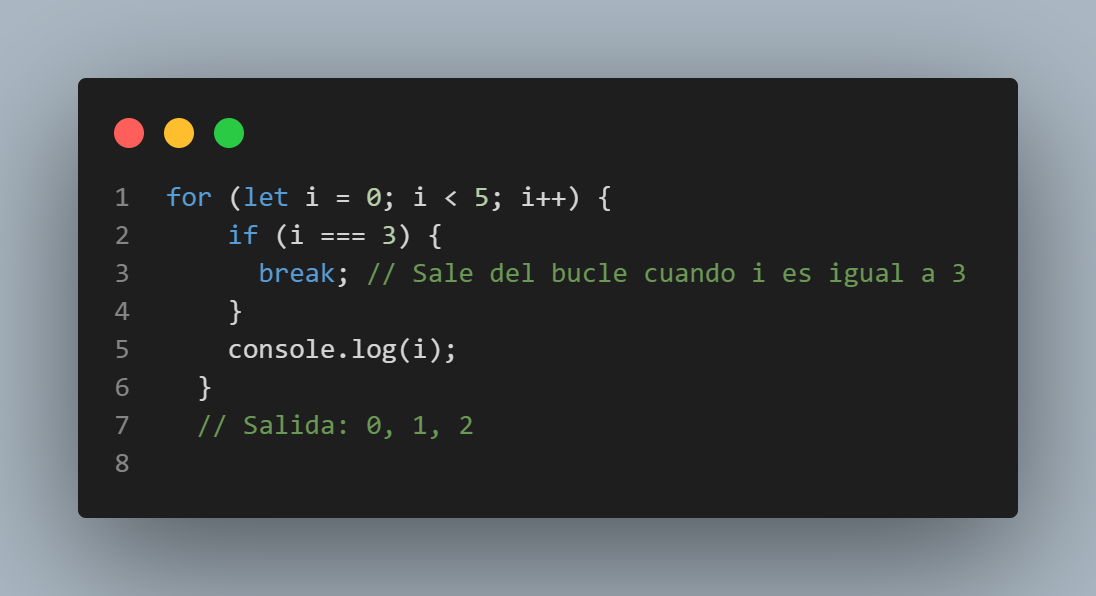 1 for (let i = 0; i < 5; i++) {
2     if (i === 3) {
3       break; // Sale del bucle cuando i es igual a 3
4     }
5     console.log(i);
6   }
7   // Salida: 0, 1, 2
8